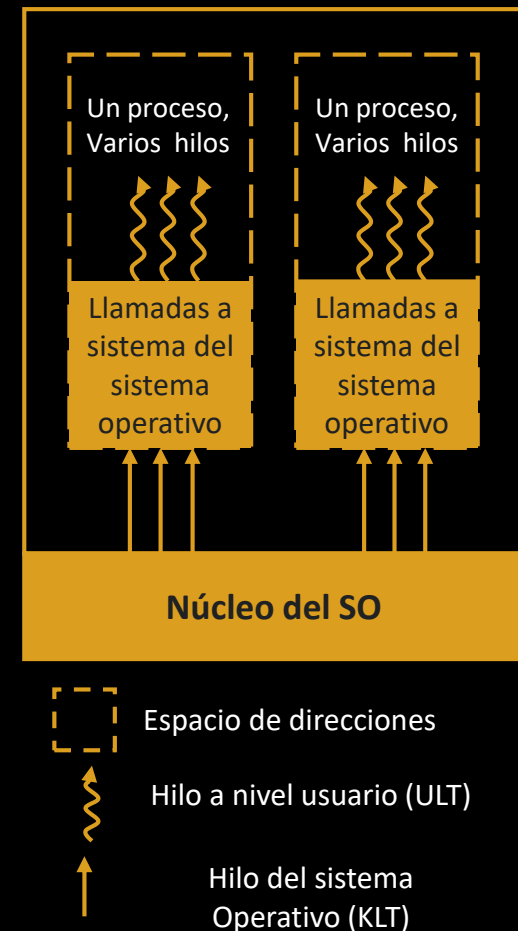 Un proceso,
Varios hilos
Un proceso,
Varios hilos
Llamadas a
sistema del
sistema
operativo
Llamadas a
sistema del
sistema
operativo
Núcleo del SO
Espacio de direcciones
Hilo a nivel usuario (ULT)
Hilo del sistema
Operativo (KLT)